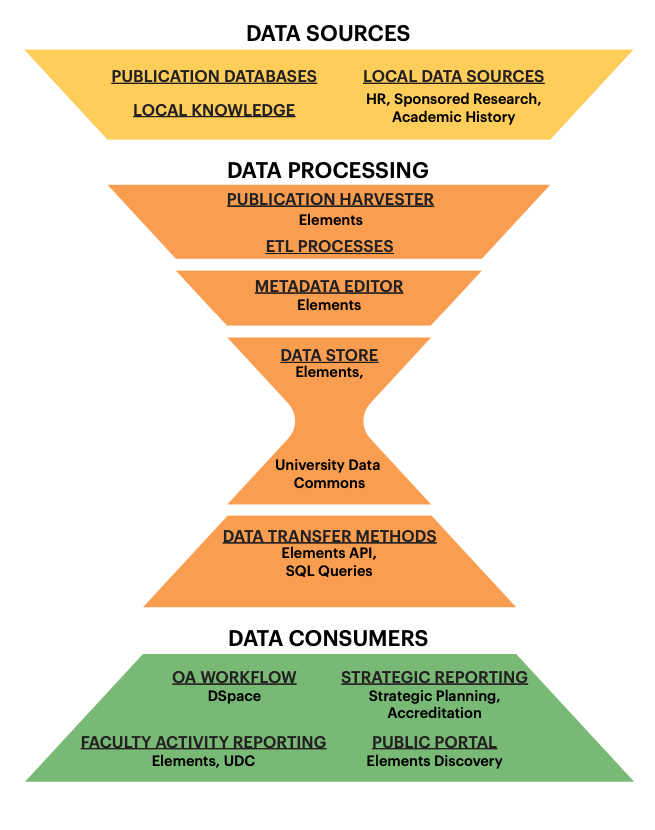 DATA SOURCES
PUBLICATION DATABASES
LOCAL KNOWLEDGE
LOCAL DATA SOURCES
HR, Sponsored Research,
Academic History
DATA PROCESSING
PUBLICATION HARVESTER
Elements
ETL PROCESSES
METADATA EDITOR
Elements
DATA STORE
Elements,
University Data
Commons
DATA TRANSFER METHODS
Elements API,
SQL Queries
DATA CONSUMERS
OA WORKFLOW
DSpace
STRATEGIC REPORTING
Strategic Planning,
Accreditation
FACULTY ACTIVITY REPORTING
Elements, UDC
PUBLIC PORTAL
Elements Discovery